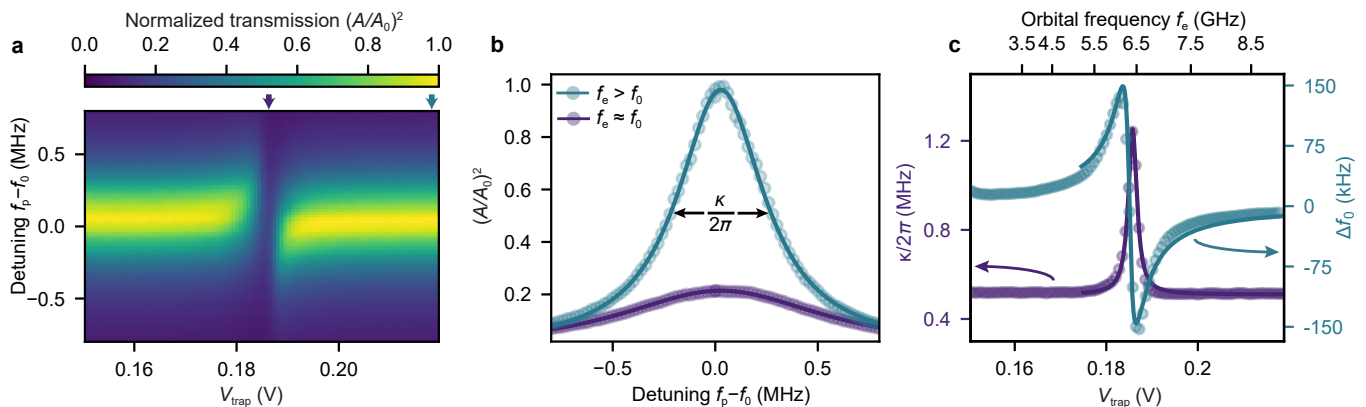 Normalized transmission (A/A₀)²
a
0.0 0.2 0.4 0.6 0.8 1.0
Detuning fₚ−f₀ (MHz)
0.5
0.0
−0.5
0.16 0.18 0.20
V_trap (V)
b
(A/A₀)²
1.0
0.8
0.6
0.4
0.2
fₑ > f₀
fₑ ≈ f₀
κ
2π
−0.5 0.0 0.5
Detuning fₚ−f₀ (MHz)
Orbital frequency fₑ (GHz)
c
3.5 4.5 5.5 6.5 7.5 8.5
κ/2π (MHz)
1.2
0.8
0.4
150
75
0
−75
−150
Δf₀ (kHz)
0.16 0.18 0.2
V_trap (V)